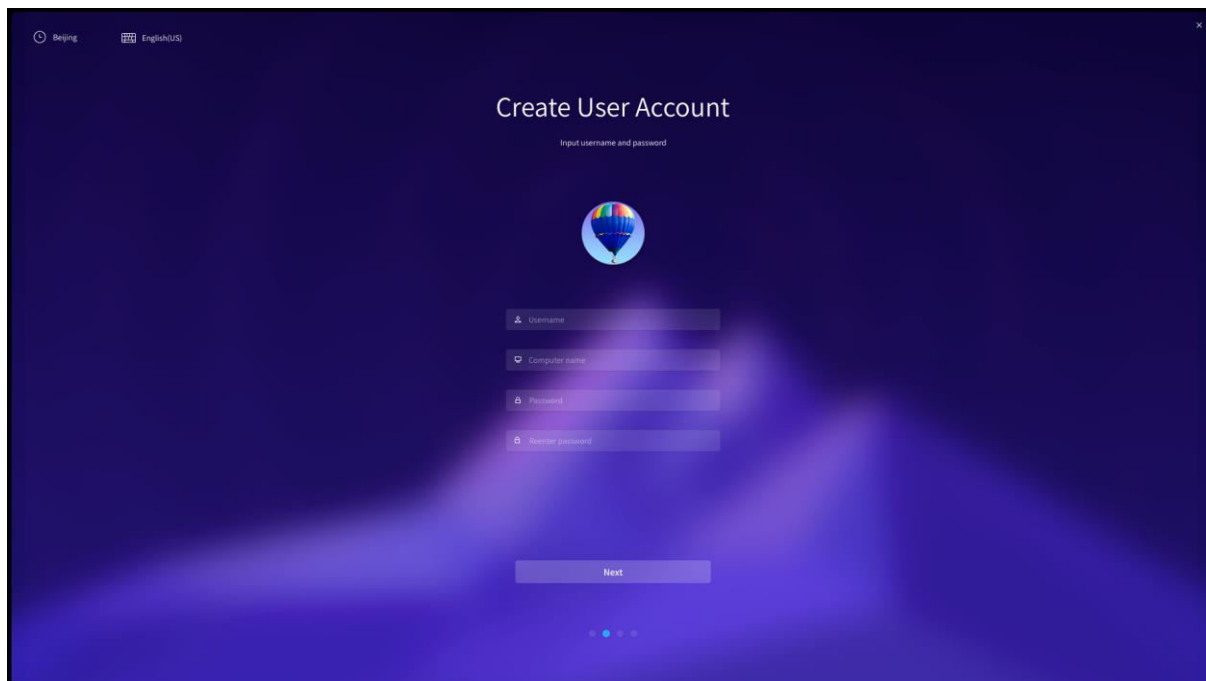 Beijing
English(US)
Create User Account
Input username and password
Username
Computer name
Password
Reenter password
Next